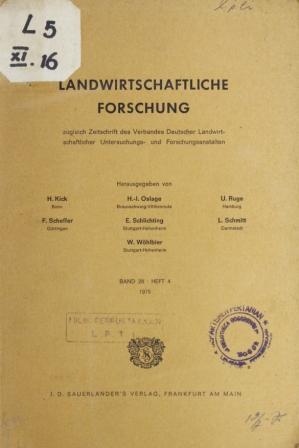 L 5
XI. 16
LANDWIRTSCHAFTLICHE
FORSCHUNG
zugleich Zeitschrift des Verbandes Deutscher Landwirt-
schaftlicher Untersuchungs- und Forschungsanstalten
Herausgegeben von
H. Kick
Bonn
H.-J. Oslage
Braunschweig-Völkenrode
U. Ruge
Hamburg
F. Scheffer
Göttingen
E. Schlichting
Stuttgart-Hohenheim
L. Schmitt
Darmstadt
W. Wöhlbier
Stuttgart-Hohenheim
BAND 28 · HEFT 4
1975
L. P. T.
J. D. SAUERLÄNDER'S VERLAG, FRANKFURT AM MAIN